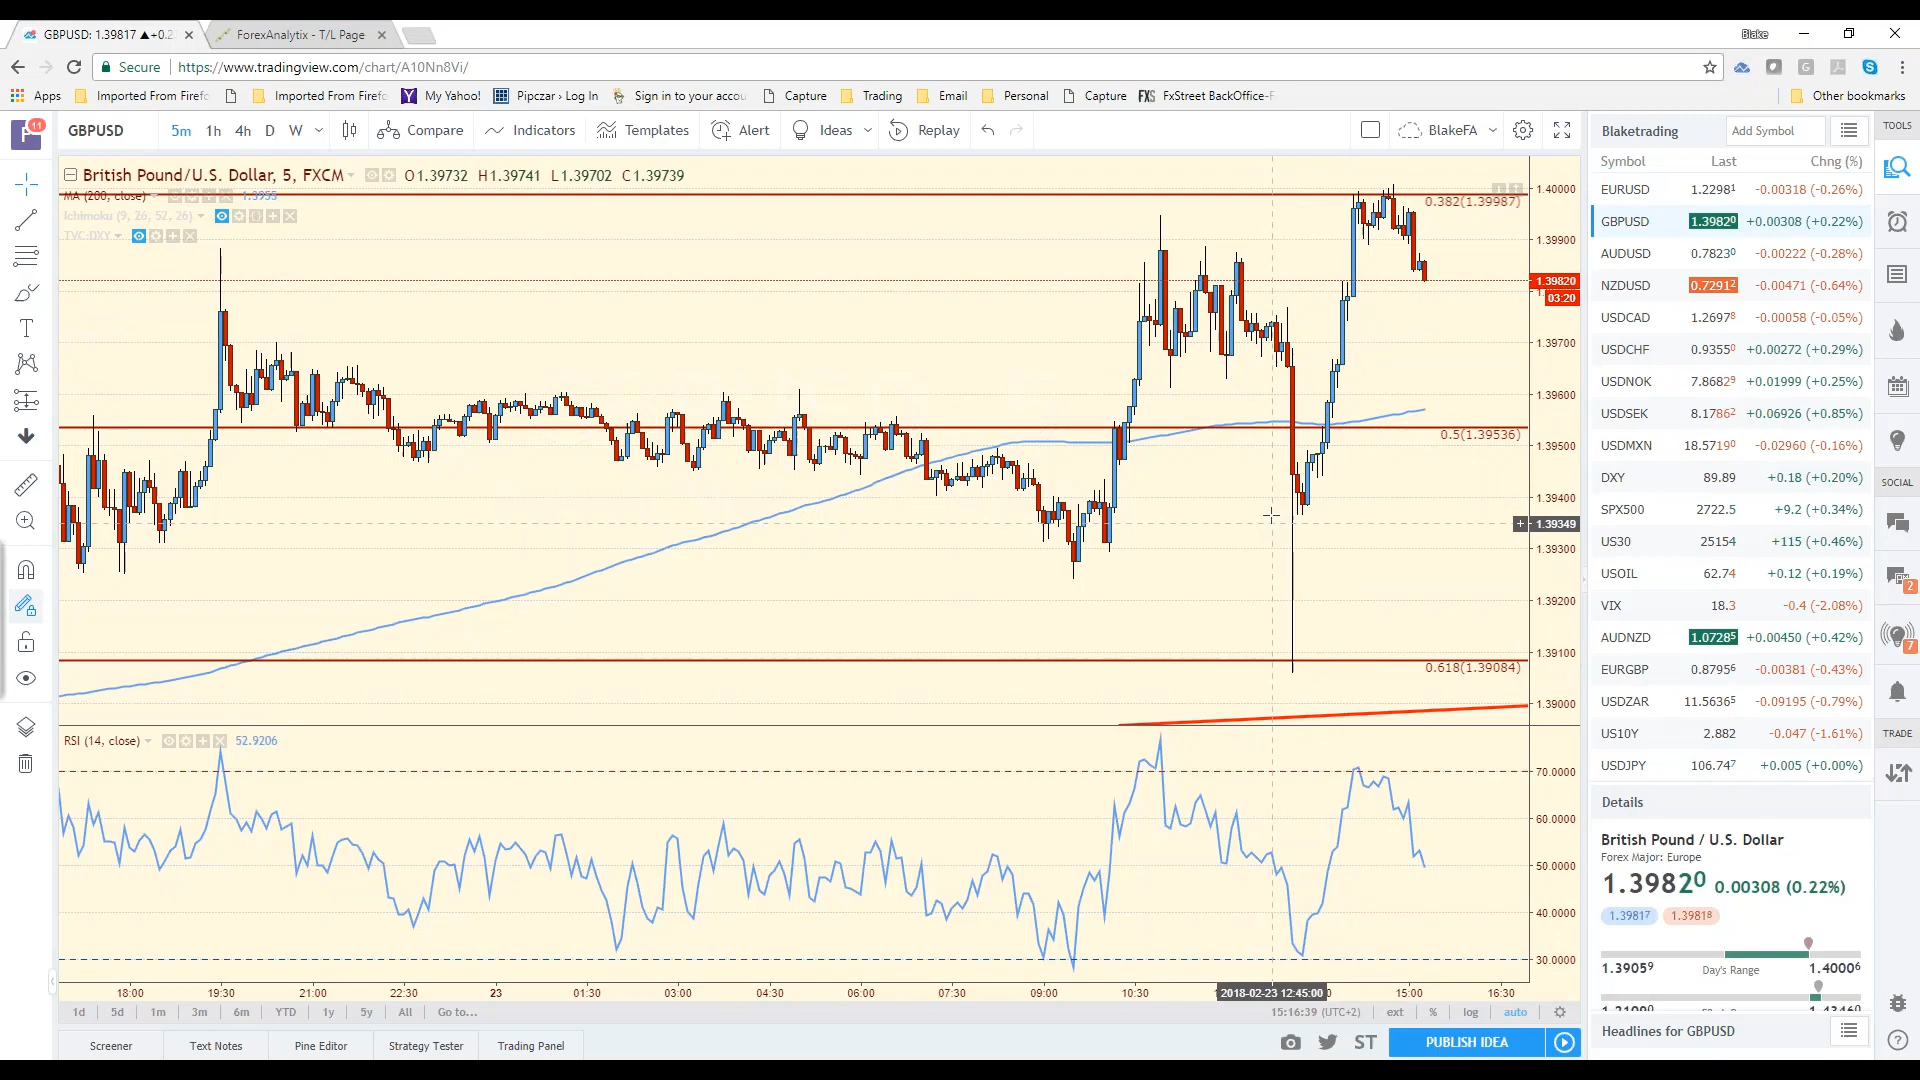 GBPUSD: 1.39817 ▲+0.2
ForexAnalytix - T/L Page
Blake
Secure | https://www.tradingview.com/chart/A10Nn8Vi/
Apps
Imported From Firefo
Imported From Firefo
My Yahoo!
Pipczar › Log In
Sign in to your accou
Capture
Trading
Email
Personal
Capture
FXS FxStreet BackOffice-F
Other bookmarks
11
GBPUSD
5m 1h 4h D W
Compare
Indicators
Templates
Alert
Ideas
Replay
BlakeFA
British Pound/U.S. Dollar, 5, FXCM O1.39732 H1.39741 L1.39702 C1.39739
MA (200, close) 1.3955
Ichimoku (9, 26, 52, 26)
TVC:DXY
0.382(1.39987)
0.5(1.39536)
0.618(1.39084)
1.40000
1.39900
1.39820
03:20
1.39700
1.39600
1.39500
1.39400
1.39349
1.39300
1.39200
1.39100
1.39000
RSI (14, close) 52.9206
70.0000
60.0000
50.0000
40.0000
30.0000
18:00 19:30 21:00 22:30 23 01:30 03:00 04:30 06:00 07:30 09:00 10:30 2018-02-23 12:45:00 15:00 16:30
1d 5d 1m 3m 6m YTD 1y 5y All Go to...
15:16:39 (UTC+2) ext % log auto
Screener
Text Notes
Pine Editor
Strategy Tester
Trading Panel
ST
PUBLISH IDEA
Blaketrading
Add Symbol
Symbol Last Chng (%)
EURUSD 1.22981 -0.00318 (-0.26%)
GBPUSD 1.39820 +0.00308 (+0.22%)
AUDUSD 0.78230 -0.00222 (-0.28%)
NZDUSD 0.72912 -0.00471 (-0.64%)
USDCAD 1.26978 -0.00058 (-0.05%)
USDCHF 0.93550 +0.00272 (+0.29%)
USDNOK 7.86829 +0.01999 (+0.25%)
USDSEK 8.17862 +0.06926 (+0.85%)
USDMXN 18.57190 -0.02960 (-0.16%)
DXY 89.89 +0.18 (+0.20%)
SPX500 2722.5 +9.2 (+0.34%)
US30 25154 +115 (+0.46%)
USOIL 62.74 +0.12 (+0.19%)
VIX 18.3 -0.4 (-2.08%)
AUDNZD 1.07285 +0.00450 (+0.42%)
EURGBP 0.87956 -0.00381 (-0.43%)
USDZAR 11.56365 -0.09195 (-0.79%)
US10Y 2.882 -0.047 (-1.61%)
USDJPY 106.747 +0.005 (+0.00%)
Details
British Pound / U.S. Dollar
Forex Major: Europe
1.39820 0.00308 (0.22%)
1.39817 1.39818
1.39059 Day's Range 1.40006
Headlines for GBPUSD
TOOLS
SOCIAL
2
7
TRADE